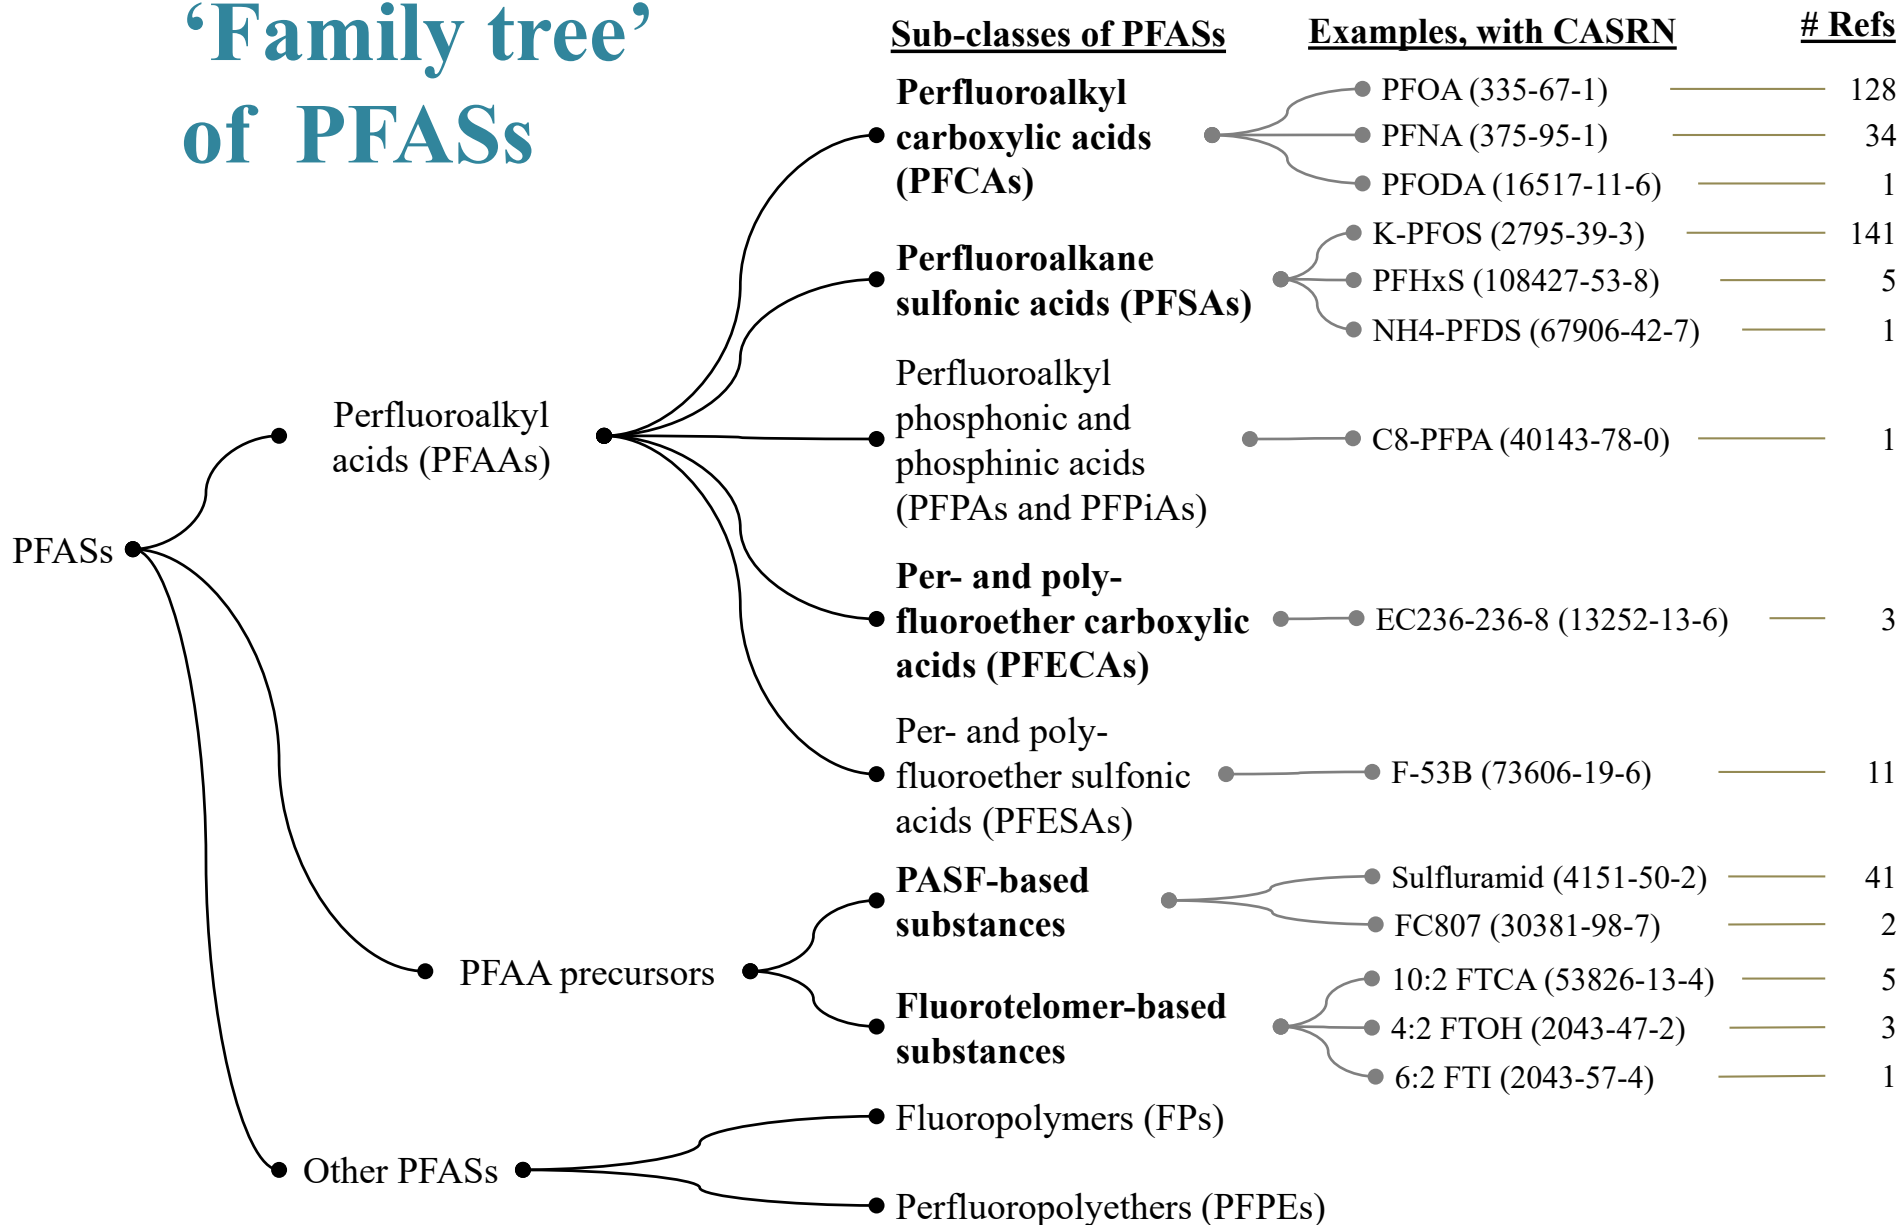 ‘Family tree’
of PFASs
Sub-classes of PFASs
Examples, with CASRN
# Refs
PFASs
Perfluoroalkyl
acids (PFAAs)
Perfluoroalkyl
carboxylic acids
(PFCAs)
PFOA (335-67-1) 128
PFNA (375-95-1) 34
PFODA (16517-11-6) 1
Perfluoroalkane
sulfonic acids (PFSAs)
K-PFOS (2795-39-3) 141
PFHxS (108427-53-8) 5
NH4-PFDS (67906-42-7) 1
Perfluoroalkyl
phosphonic and
phosphinic acids
(PFPAs and PFPiAs)
C8-PFPA (40143-78-0) 1
Per- and poly-
fluoroether carboxylic
acids (PFECAs)
EC236-236-8 (13252-13-6) 3
Per- and poly-
fluoroether sulfonic
acids (PFESAs)
F-53B (73606-19-6) 11
PFAA precursors
PASF-based
substances
Sulfluramid (4151-50-2) 41
FC807 (30381-98-7) 2
Fluorotelomer-based
substances
10:2 FTCA (53826-13-4) 5
4:2 FTOH (2043-47-2) 3
6:2 FTI (2043-57-4) 1
Other PFASs
Fluoropolymers (FPs)
Perfluoropolyethers (PFPEs)